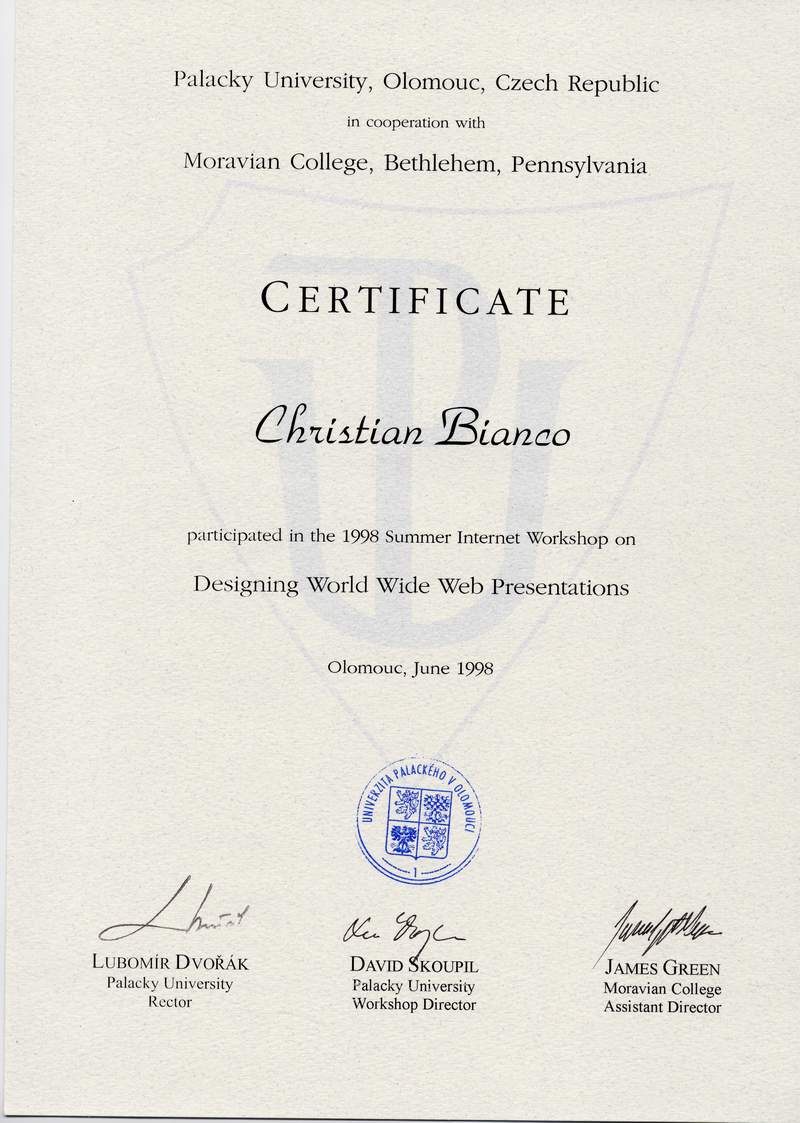 Palacky University, Olomouc, Czech Republic
in cooperation with
Moravian College, Bethlehem, Pennsylvania
CERTIFICATE
Christian Bianco
participated in the 1998 Summer Internet Workshop on
Designing World Wide Web Presentations
Olomouc, June 1998
UNIVERZITA PALACKÉHO V OLOMOUCI
1
LUBOMÍR DVOŘÁK
Palacky University
Rector
DAVID SKOUPIL
Palacky University
Workshop Director
JAMES GREEN
Moravian College
Assistant Director